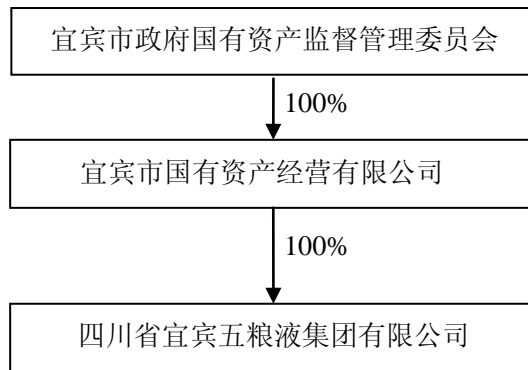 宜宾市政府国有资产监督管理委员会
100%
宜宾市国有资产经营有限公司
100%
四川省宜宾五粮液集团有限公司